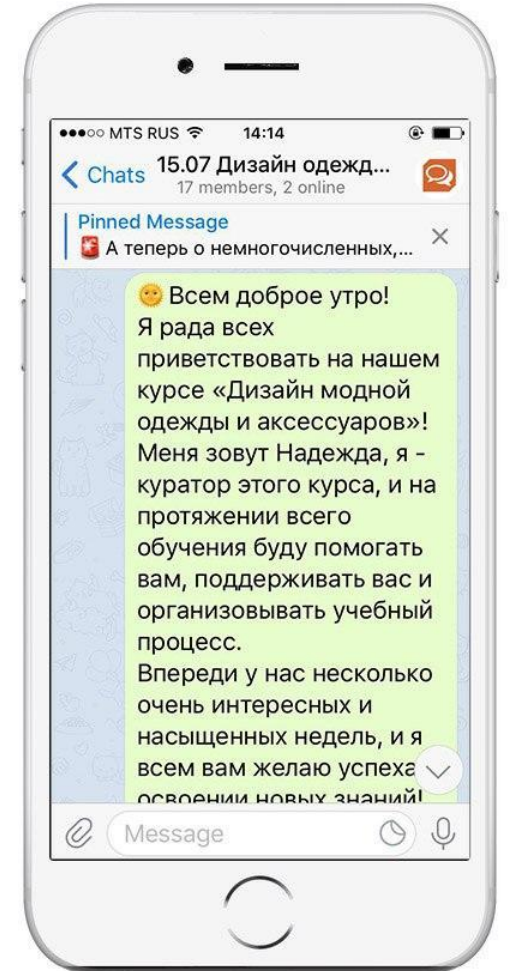 MTS RUS 14:14
Chats 15.07 Дизайн одежд...
17 members, 2 online
Pinned Message
А теперь о немногочисленных,...
🌞 Всем доброе утро!
Я рада всех
приветствовать на нашем
курсе «Дизайн модной
одежды и аксессуаров»!
Меня зовут Надежда, я -
куратор этого курса, и на
протяжении всего
обучения буду помогать
вам, поддерживать вас и
организовывать учебный
процесс.
Впереди у нас несколько
очень интересных и
насыщенных недель, и я
всем вам желаю успеха
освоении новых знаний!
Message